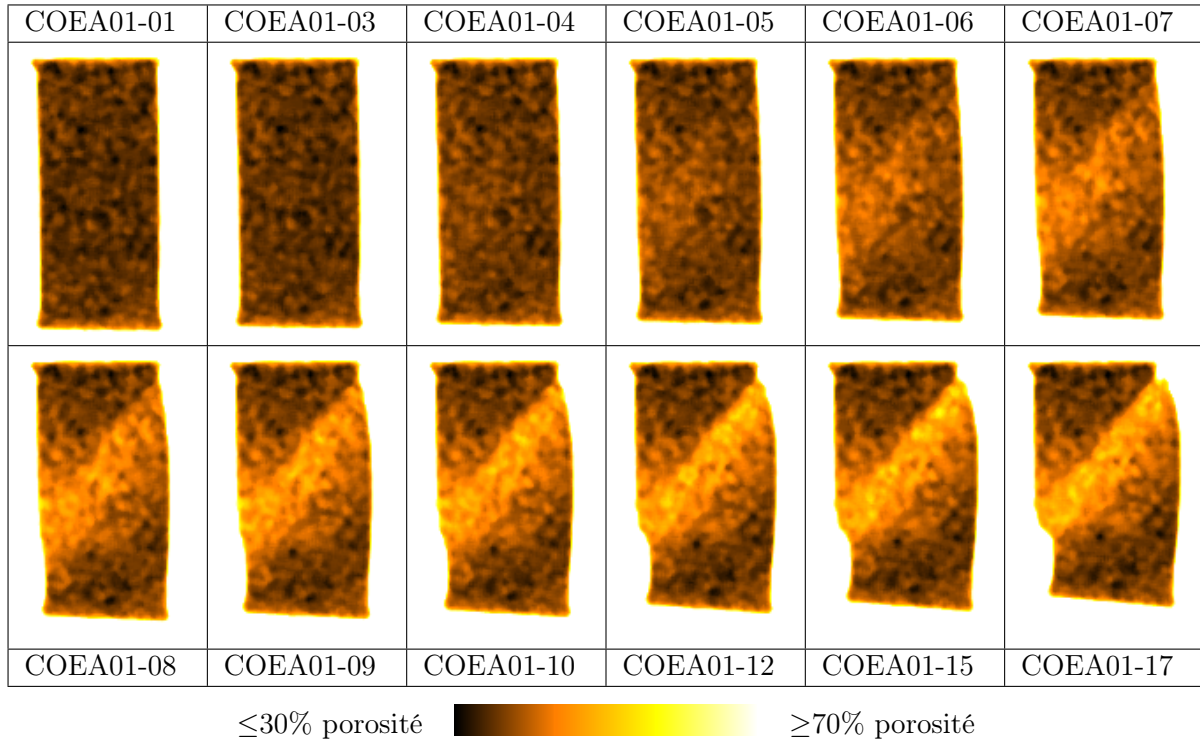 COEA01-01 COEA01-03 COEA01-04 COEA01-05 COEA01-06 COEA01-07
COEA01-08 COEA01-09 COEA01-10 COEA01-12 COEA01-15 COEA01-17
≤30% porosité ≥70% porosité